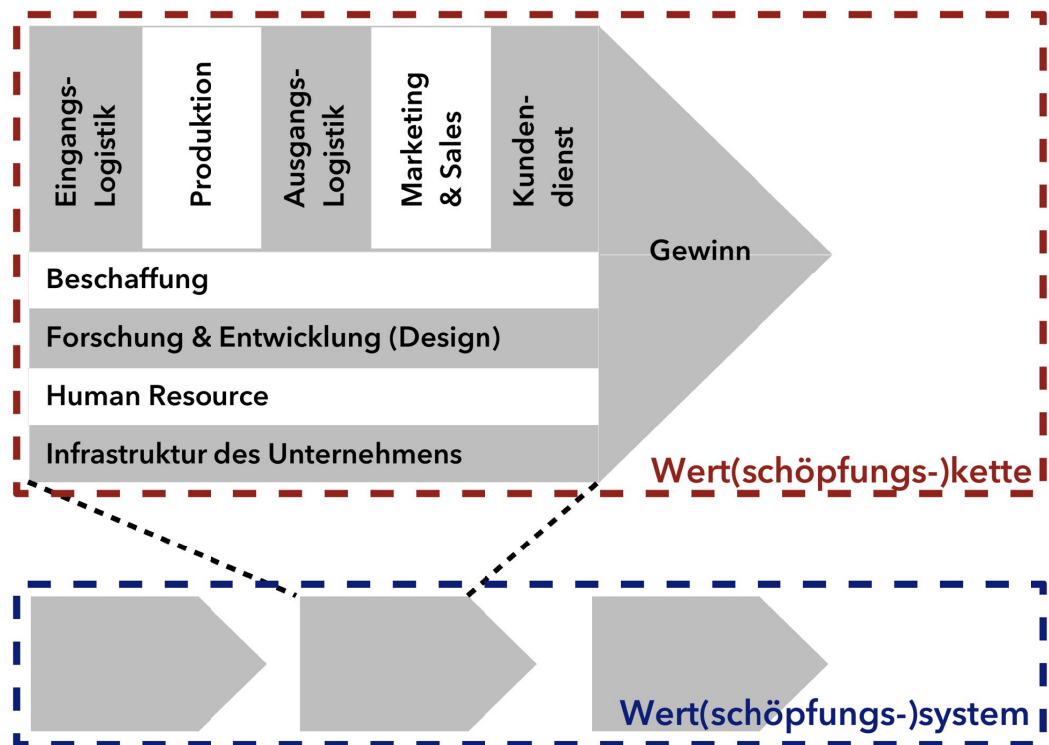 Eingangs-
Logistik
Produktion
Ausgangs-
Logistik
Marketing
& Sales
Kunden-
dienst
Gewinn
Beschaffung
Forschung & Entwicklung (Design)
Human Resource
Infrastruktur des Unternehmens
Wert(schöpfungs-)kette
Wert(schöpfungs-)system